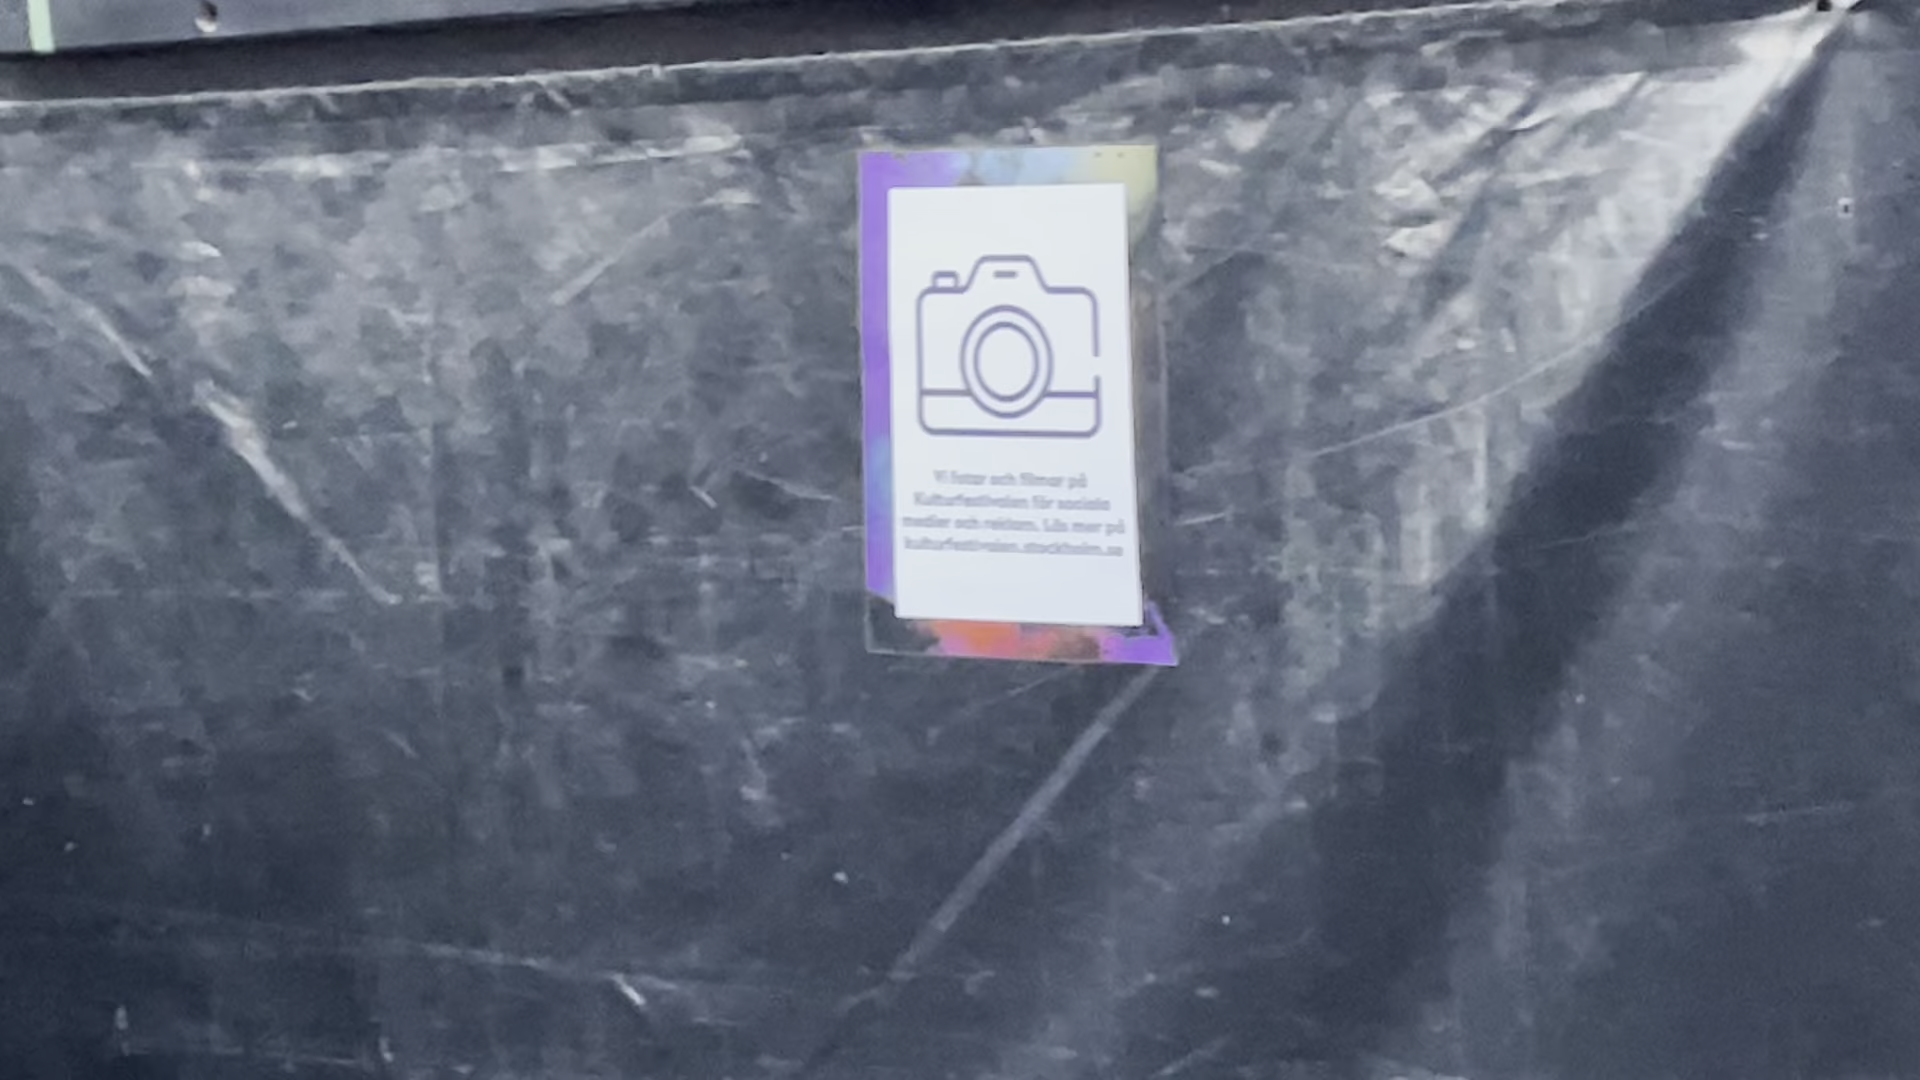 Vi fotar och filmar på
Kulturfestivalen för sociala
medier och reklam. Läs mer på
kulturfestivalen.stockholm.se